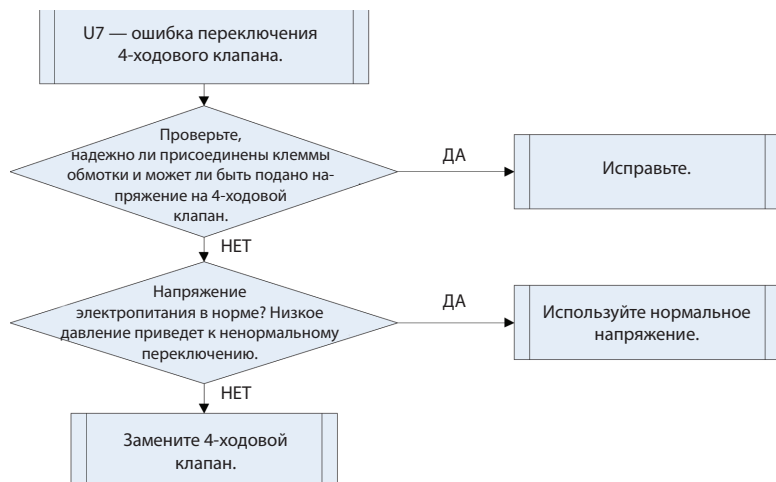 U7 — ошибка переключения
4-ходового клапана.
Проверьте,
надежно ли присоединены клеммы
обмотки и может ли быть подано на-
пряжение на 4-ходовой
клапан.
ДА
Исправьте.
НЕТ
Напряжение
электропитания в норме? Низкое
давление приведет к ненормальному
переключению.
ДА
Используйте нормальное
напряжение.
НЕТ
Замените 4-ходовой
клапан.